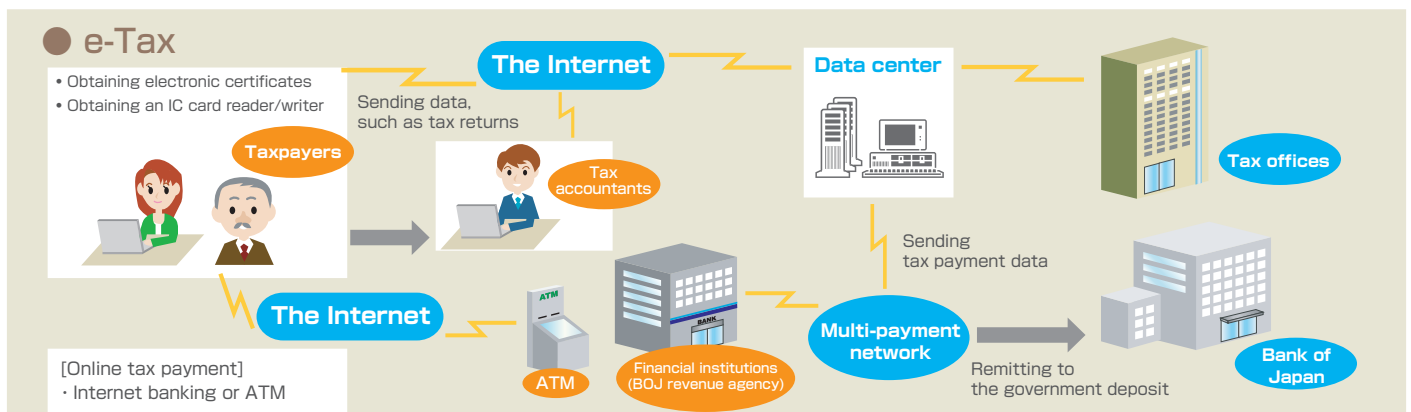 ● e-Tax
• Obtaining electronic certificates
• Obtaining an IC card reader/writer
Taxpayers
Sending data,
such as tax returns
The Internet
Tax
accountants
Data center
Tax offices
Sending
tax payment data
The Internet
ATM
ATM
BANK
Financial institutions
(BOJ revenue agency)
Multi-payment
network
Remitting to
the government deposit
Bank of
Japan
[Online tax payment]
・Internet banking or ATM